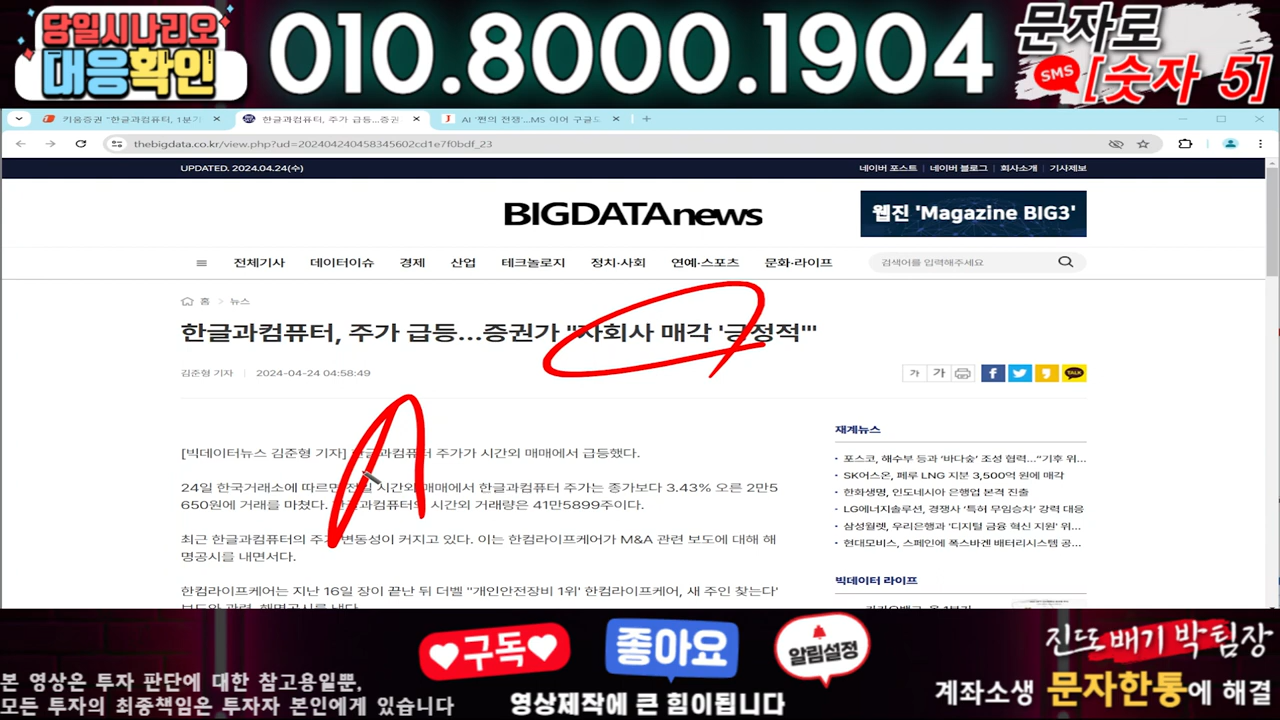 당일시나리오
대응확인
010.8000.1904
문자로
SMS
[숫자 5]
키움증권 "한글과컴퓨터, 1분기
한글과컴퓨터, 주가 급등...증권
AI '쩐의 전쟁'...MS 이어 구글도
thebigdata.co.kr/view.php?ud=202404240458345602cd1e7f0bdf_23
UPDATED. 2024.04.24(수)
네이버 포스트 | 네이버 블로그 | 회사소개 | 기사제보
BIGDATAnews
웹진 'Magazine BIG3'
전체기사 데이터이슈 경제 산업 테크놀로지 정치·사회 연예·스포츠 문화·라이프
검색어를 입력해주세요
홈 > 뉴스
한글과컴퓨터, 주가 급등...증권가 "자회사 매각 '긍정적'"
김준형 기자 | 2024-04-24 04:58:49
가 가
TALK
[빅데이터뉴스 김준형 기자] 한글과컴퓨터 주가가 시간외 매매에서 급등했다.
24일 한국거래소에 따르면 전일 시간외 매매에서 한글과컴퓨터 주가는 종가보다 3.43% 오른 2만5
650원에 거래를 마쳤다. 한글과컴퓨터의 시간외 거래량은 41만5899주이다.
최근 한글과컴퓨터의 주가 변동성이 커지고 있다. 이는 한컴라이프케어가 M&A 관련 보도에 대해 해
명공시를 내면서다.
한컴라이프케어는 지난 16일 장이 끝난 뒤 더벨 "'개인안전장비 1위' 한컴라이프케어, 새 주인 찾는다'
보도와 관련, 해명공시를 냈다.
재계뉴스
· 포스코, 해수부 등과 '바다숲' 조성 협력..."기후 위...
· SK어스온, 페루 LNG 지분 3,500억 원에 매각
· 한화생명, 인도네시아 은행업 본격 진출
· LG에너지솔루션, 경쟁사 '특허 무임승차' 강력 대응
· 삼성월렛, 우리은행과 '디지털 금융 혁신 지원' 위...
· 현대모비스, 스페인에 폭스바겐 배터리시스템 공...
빅데이터 라이프
구독
좋아요
알림설정
영상제작에 큰 힘이됩니다
본 영상은 투자 판단에 대한 참고용일뿐,
모든 투자의 최종책임은 투자자 본인에게 있습니다
진또배기 박팀장
계좌소생 문자한통에 해결